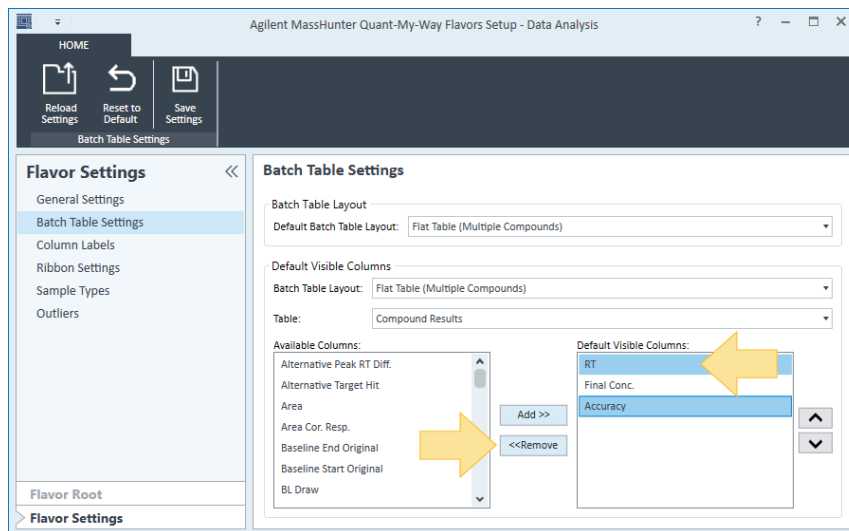 Agilent MassHunter Quant-My-Way Flavors Setup - Data Analysis
HOME
Reload Settings
Reset to Default
Save Settings
Batch Table Settings
Flavor Settings
General Settings
Batch Table Settings
Column Labels
Ribbon Settings
Sample Types
Outliers
Flavor Root
Flavor Settings
Batch Table Settings
Batch Table Layout
Default Batch Table Layout: Flat Table (Multiple Compounds)
Default Visible Columns
Batch Table Layout: Flat Table (Multiple Compounds)
Table: Compound Results
Available Columns:
Alternative Peak RT Diff.
Alternative Target Hit
Area
Area Cor. Resp.
Baseline End Original
Baseline Start Original
BL Draw
Add >>
<<Remove
Default Visible Columns:
RT
Final Conc.
Accuracy